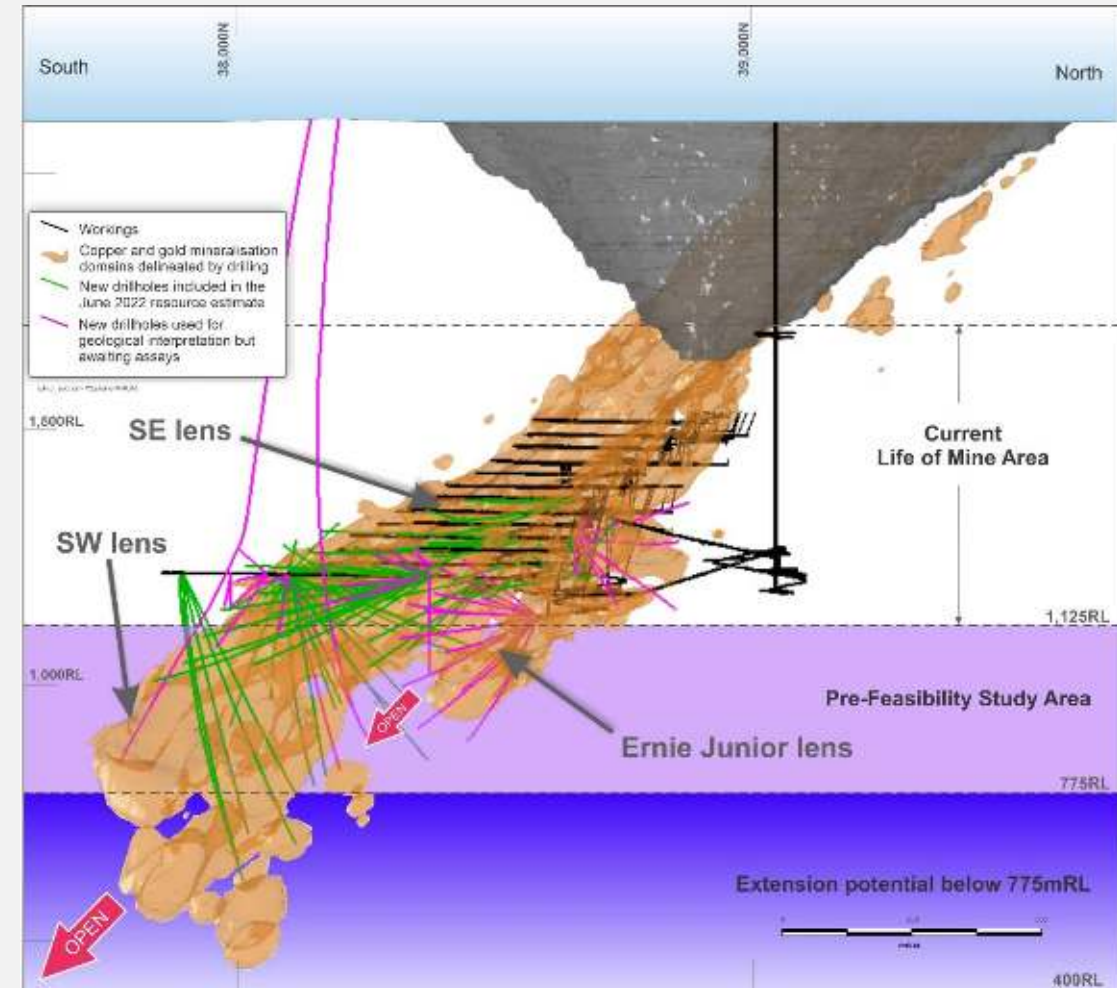 38,000N
39,000N
South
North
Workings
Copper and gold mineralisation
domains delineated by drilling
New drillholes included in the
June 2022 resource estimate
New drillholes used for
geological interpretation but
awaiting assays
SE lens
SW lens
Current
Life of Mine Area
1,125RL
1,000RL
OPEN
Pre-Feasibility Study Area
Ernie Junior lens
775RL
Extension potential below 775mRL
OPEN
400RL